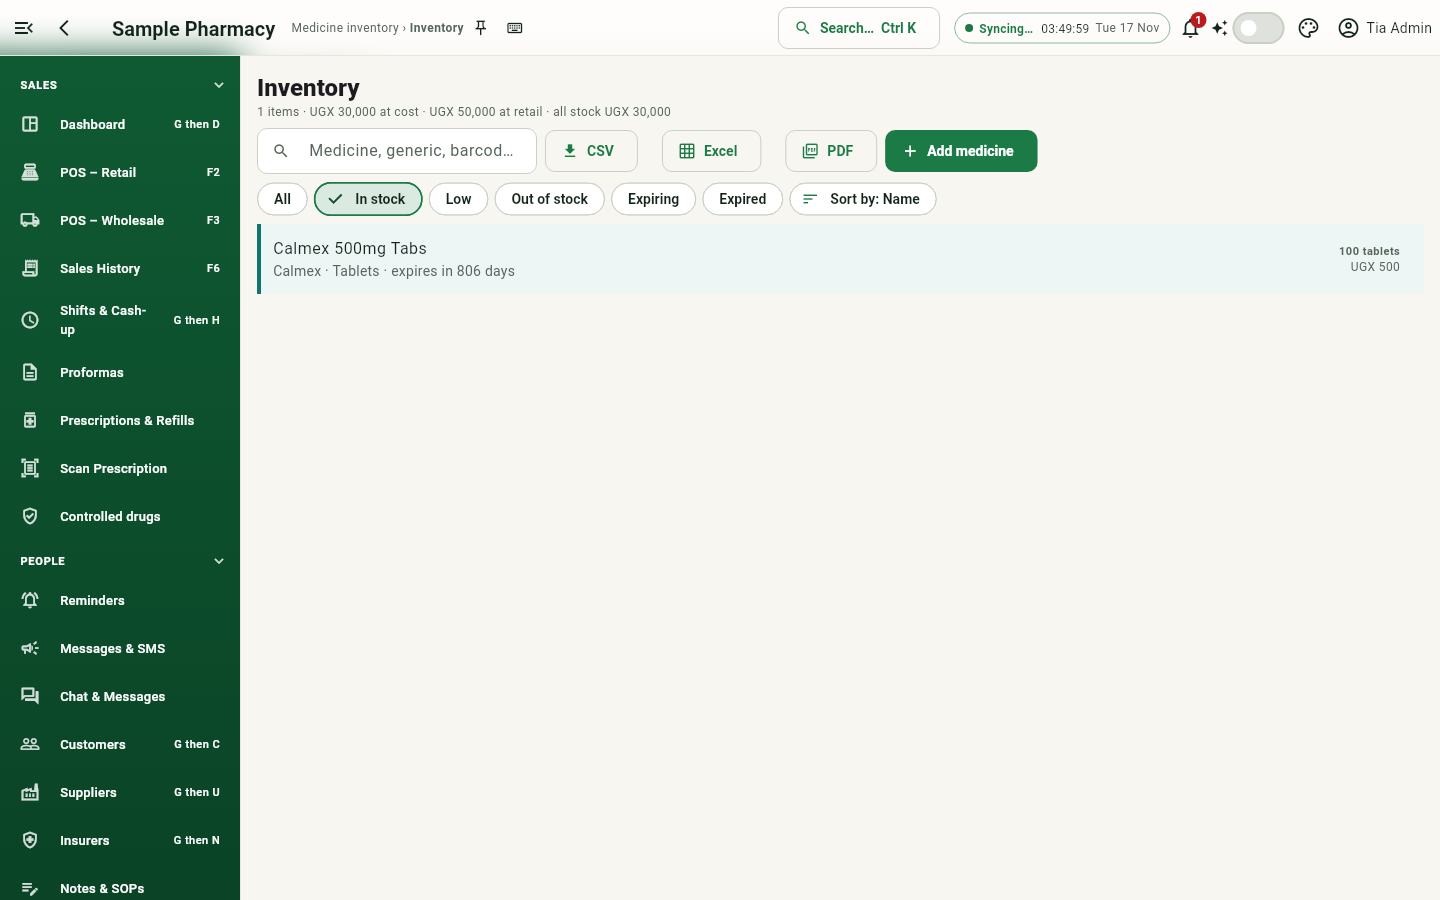 Sample Pharmacy
Medicine inventory › Inventory
Search... Ctrl K
Syncing... 03:49:59 Tue 17 Nov
1
Tia Admin
SALES
Dashboard G then D
POS – Retail F2
POS – Wholesale F3
Sales History F6
Shifts & Cash-
up G then H
Proformas
Prescriptions & Refills
Scan Prescription
Controlled drugs
PEOPLE
Reminders
Messages & SMS
Chat & Messages
Customers G then C
Suppliers G then U
Insurers G then N
Notes & SOPs
Inventory
1 items · UGX 30,000 at cost · UGX 50,000 at retail · all stock UGX 30,000
Medicine, generic, barcod...
CSV
Excel
PDF
Add medicine
All
In stock
Low
Out of stock
Expiring
Expired
Sort by: Name
Calmex 500mg Tabs
Calmex · Tablets · expires in 806 days
100 tablets
UGX 500